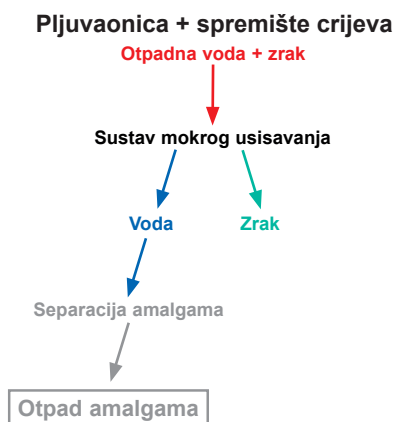 Pljuvaonica + spremište crijeva
Otpadna voda + zrak
Sustav mokrog usisavanja
Voda
Zrak
Separacija amalgama
Otpad amalgama